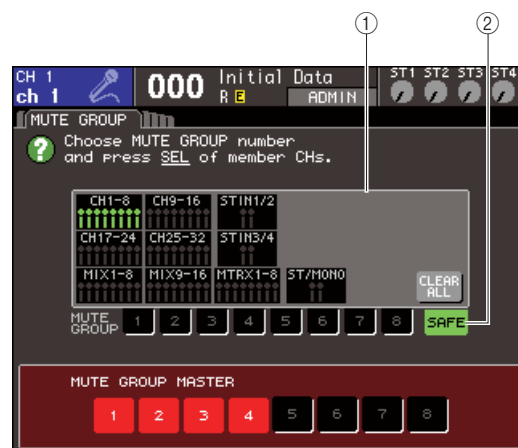 ① ②
CH 1 000 Initial Data ST1 ST2 ST3 ST4
ch 1 R E ADMIN
MUTE GROUP
? Choose MUTE GROUP number
and press SEL of member CHs.
CH1-8 CH9-16 STIN1/2
CH17-24 CH25-32 STIN3/4
MIX1-8 MIX9-16 MTRX1-8 ST/MONO CLEAR ALL
MUTE GROUP 1 2 3 4 5 6 7 8 SAFE
MUTE GROUP MASTER
1 2 3 4 5 6 7 8